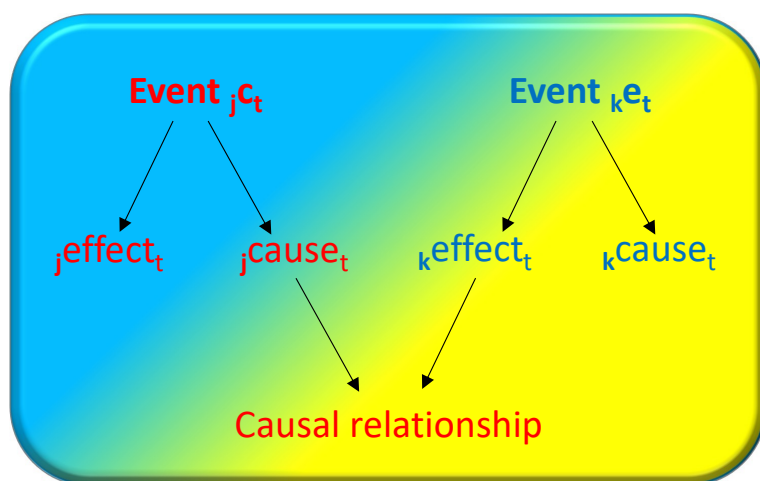 Event jct Event ket
jeffectt jcauset keffectt kcauset
Causal relationship